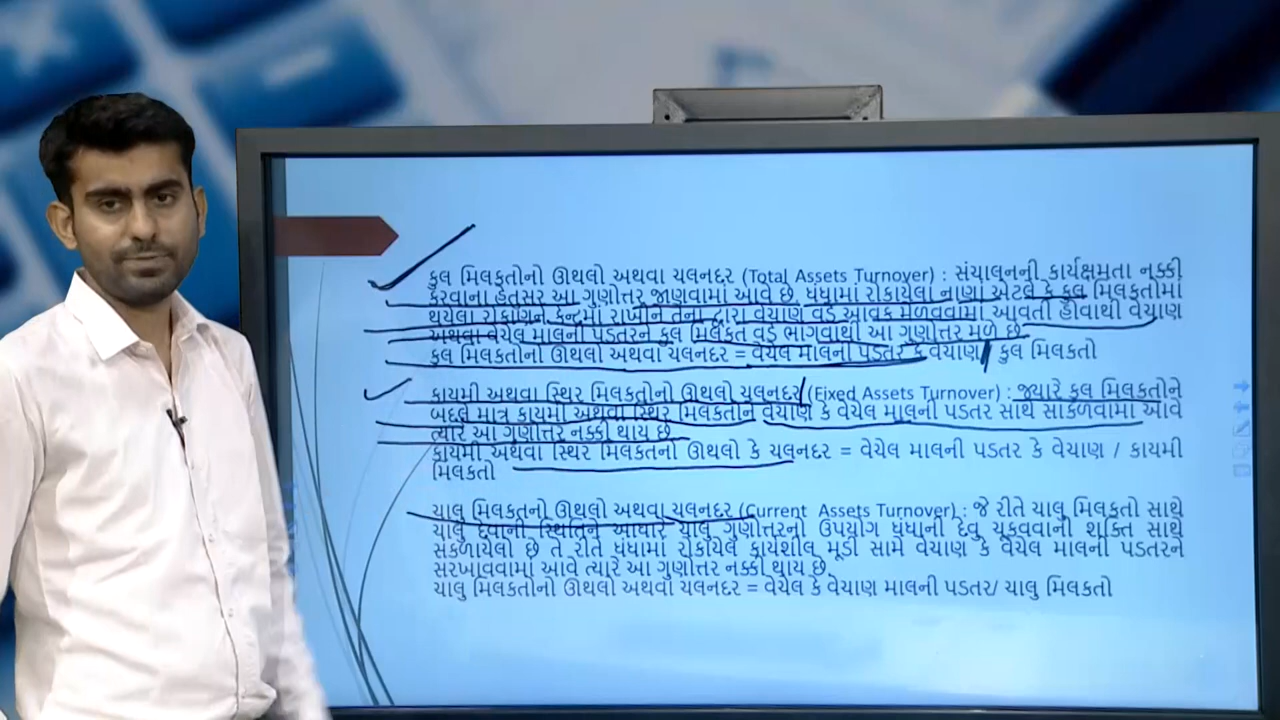 કુલ મિલકતોનો ઊથલો અથવા ચલનદર (Total Assets Turnover) : સંચાલનની કાર્યક્ષમતા નક્કી
કરવાના હેતુસર આ ગુણોત્તર જાણવામાં આવે છે. ધંધામાં રોકાયેલા નાણાં એટલે કે કુલ મિલકતોમાં
થયેલા રોકાણને કેન્દ્રમાં રાખીને તેના દ્વારા વેચાણ વડે આવક મેળવવામાં આવતી હોવાથી વેચાણ
અથવા વેચેલ માલની પડતરને કુલ મિલકત વડે ભાગવાથી આ ગુણોત્તર મળે છે
કુલ મિલકતોનો ઊથલો અથવા ચલનદર = વેચેલ માલની પડતર કે વેચાણ/ કુલ મિલકતો
કાયમી અથવા સ્થિર મિલકતોનો ઊથલો ચલનદર (Fixed Assets Turnover) : જ્યારે કુલ મિલકતોને
બદલે માત્ર કાયમી અથવા સ્થિર મિલકતોને વેચાણ કે વેચેલ માલની પડતર સાથે સાંકળવામાં આવે
ત્યારે આ ગુણોત્તર નક્કી થાય છે.
કાયમી અથવા સ્થિર મિલકતનો ઊથલો કે ચલનદર = વેચેલ માલની પડતર કે વેચાણ / કાયમી
મિલકતો
ચાલુ મિલકતનો ઊથલો અથવા ચલનદર (Current Assets Turnover) : જે રીતે ચાલુ મિલકતો સાથે
ચાલુ દેવાની સ્થિતિને આધારે ચાલુ ગુણોત્તરનો ઉપયોગ ધંધાની દેવુ ચૂકવવાની શક્તિ સાથે
સંકળાયેલો છે તે રીતે ધંધામાં રોકાયેલ કાર્યશીલ મૂડી સામે વેચાણ કે વેચેલ માલની પડતરને
સરખાવવામાં આવે ત્યારે આ ગુણોત્તર નક્કી થાય છે.
ચાલુ મિલકતોનો ઊથલો અથવા ચલનદર = વેચેલ કે વેચાણ માલની પડતર/ ચાલુ મિલકતો